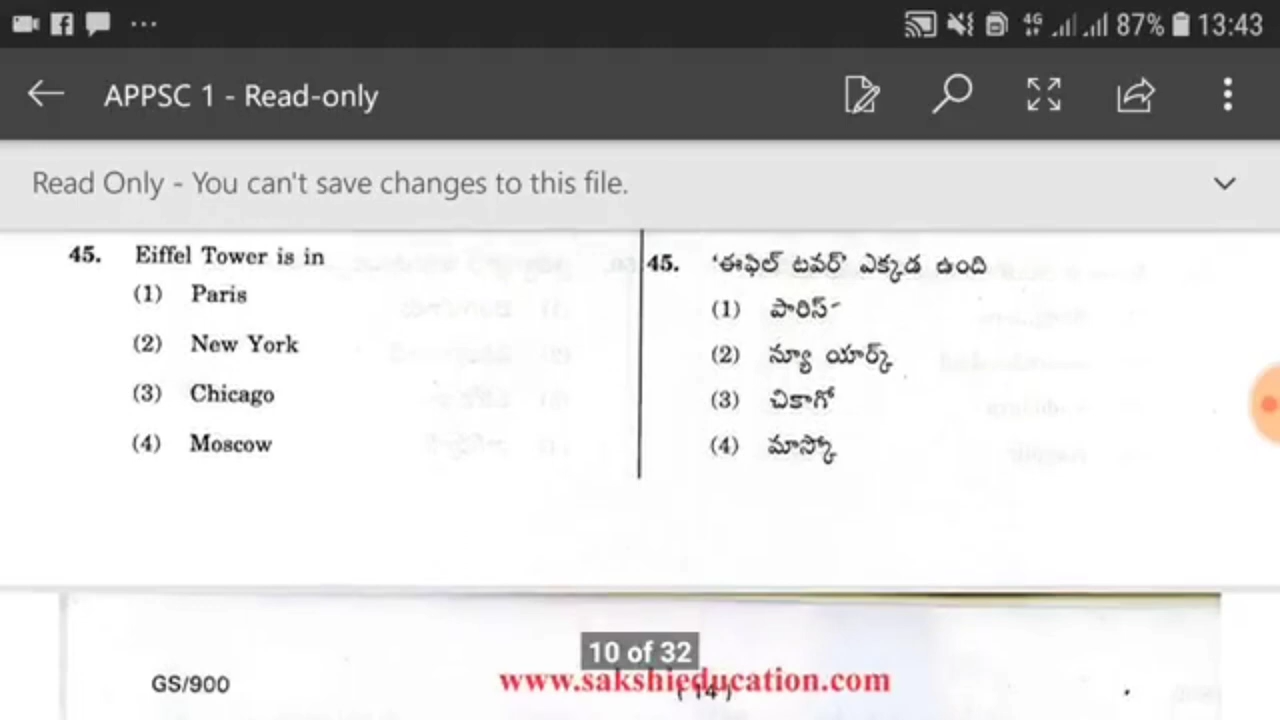 4G 87% 13:43
APPSC 1 - Read-only
Read Only - You can't save changes to this file.
45. Eiffel Tower is in
(1) Paris
(2) New York
(3) Chicago
(4) Moscow
45. 'ఈఫిల్ టవర్' ఎక్కడ ఉంది
(1) పారిస్
(2) న్యూ యార్క్
(3) చికాగో
(4) మాస్కో
10 of 32
GS/900
www.sakshieducation.com
(14)